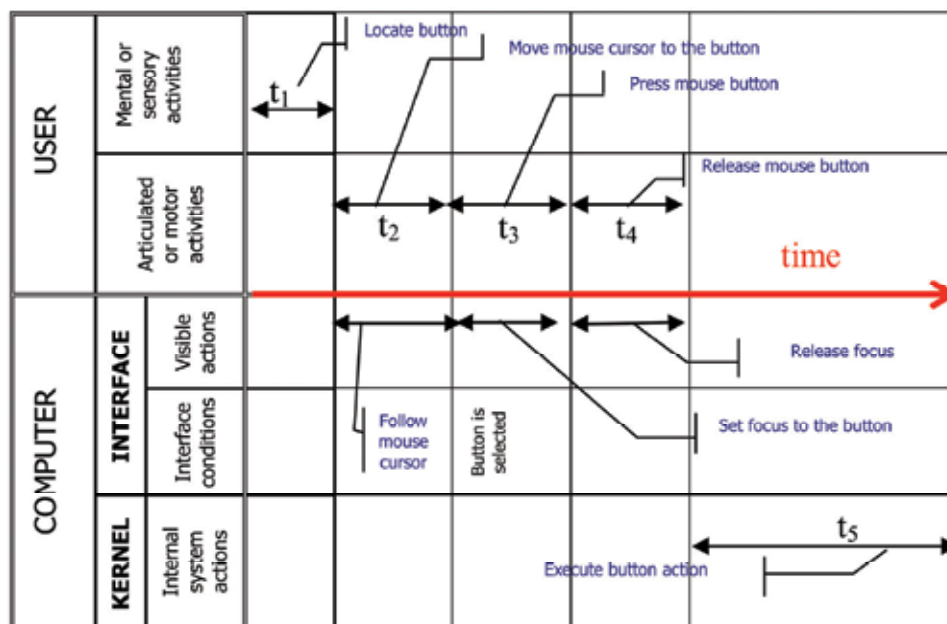 USER
Mental or
sensory
activities
t1
Locate button
Move mouse cursor to the button
Press mouse button
Articulated
or motor
activities
t2
t3
t4
Release mouse button
time
COMPUTER
INTERFACE
Visible
actions
Release focus
Interface
conditions
Follow
mouse
cursor
Button is
selected
Set focus to the button
KERNEL
Internal
system
actions
t5
Execute button action